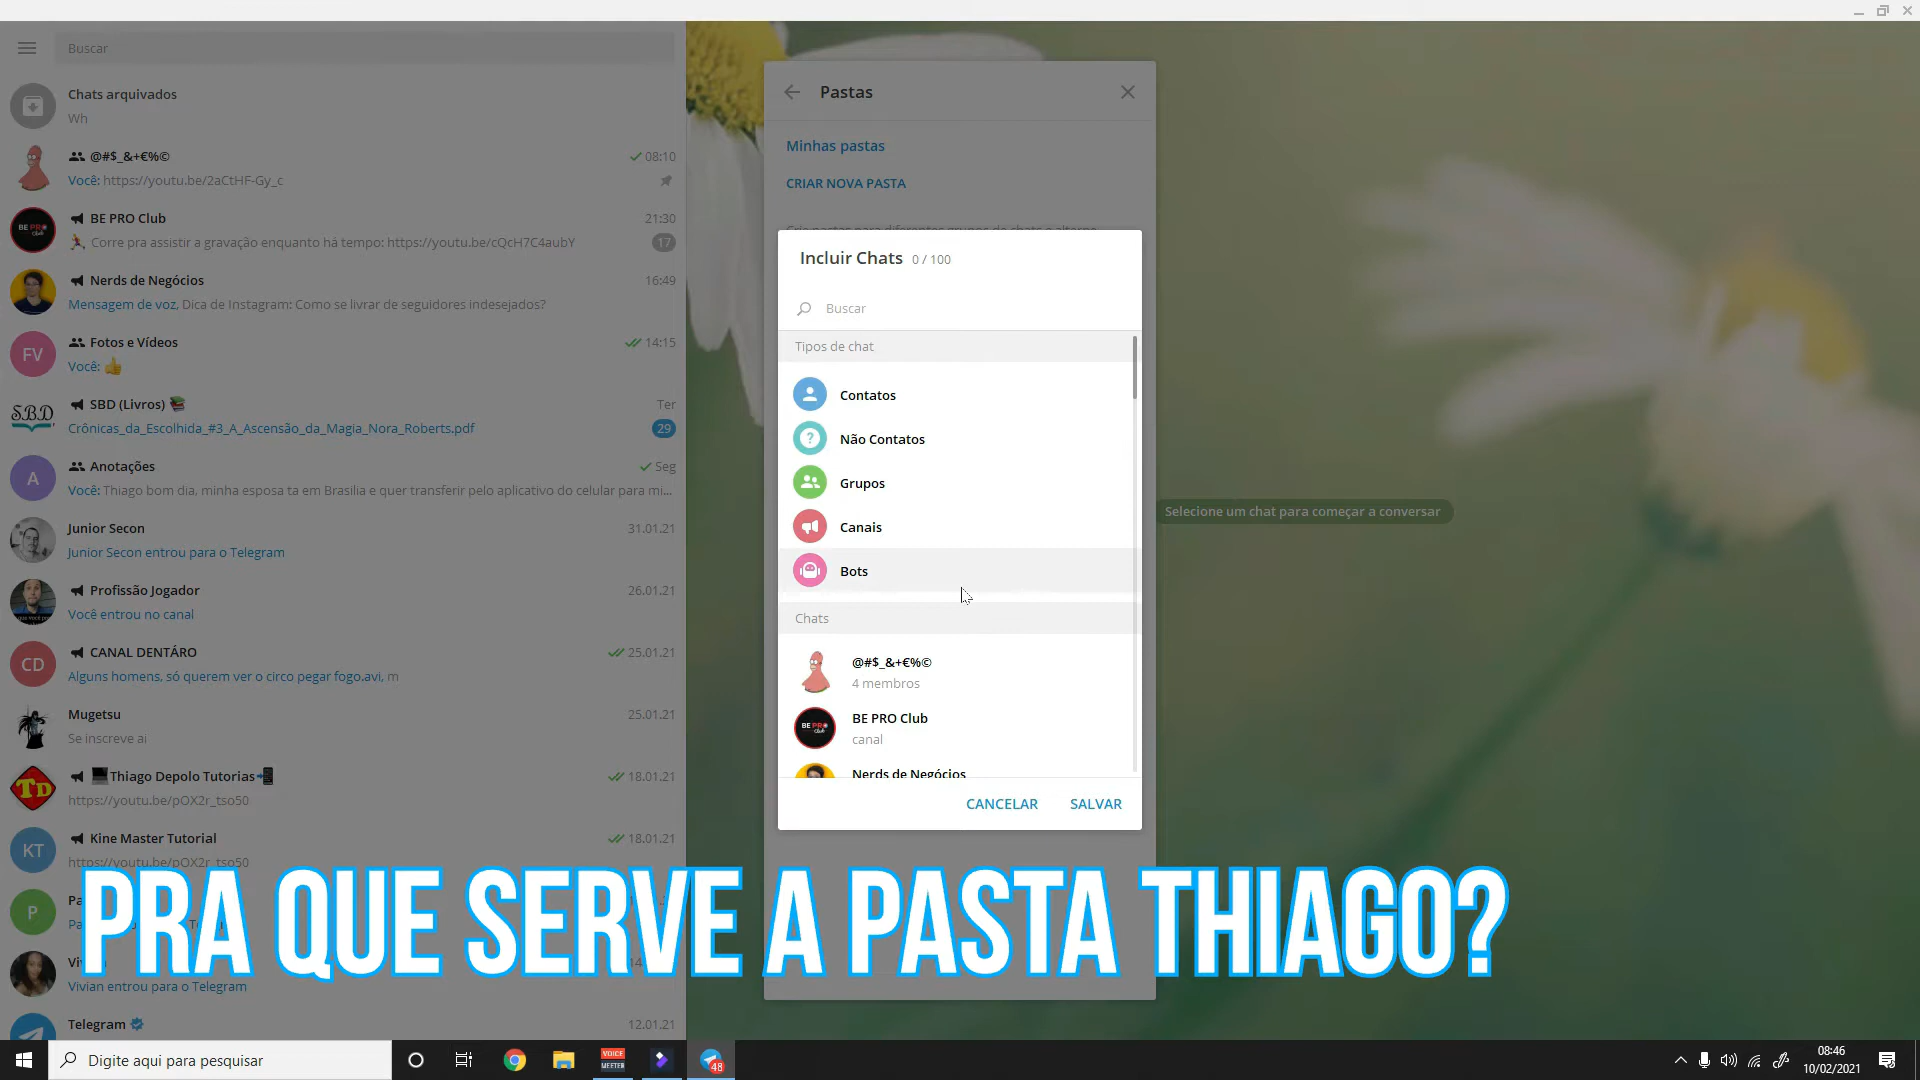 Buscar
Chats arquivados
Wh
@#$_&+€%© 08:10
Você: https://youtu.be/2aCtHF-Gy_c
BE PRO Club 21:30
Corre pra assistir a gravação enquanto há tempo: https://youtu.be/cQcH7C4aubY 17
Nerds de Negócios 16:49
Mensagem de voz, Dica de Instagram: Como se livrar de seguidores indesejados?
FV Fotos e Vídeos 14:15
Você: 👍
SBD SBD (Livros) 📚 Ter
Crônicas_da_Escolhida_#3_A_Ascensão_da_Magia_Nora_Roberts.pdf 29
A Anotações Seg
Você: Thiago bom dia, minha esposa ta em Brasilia e quer transferir pelo aplicativo do celular para mi...
Junior Secon 31.01.21
Junior Secon entrou para o Telegram
Profissão Jogador 26.01.21
Você entrou no canal
CD CANAL DENTÁRO 25.01.21
Alguns homens, só querem ver o circo pegar fogo.avi, m
Mugetsu 25.01.21
Se inscreve ai
TD 💻Thiago Depolo Tutorias📲 18.01.21
https://youtu.be/pOX2r_tso50
KT Kine Master Tutorial 18.01.21
https://youtu.be/pOX2r_tso50
P
Vivian entrou para o Telegram
Telegram 12.01.21
Pastas
Minhas pastas
CRIAR NOVA PASTA
Incluir Chats 0 / 100
Buscar
Tipos de chat
Contatos
Não Contatos
Grupos
Canais
Bots
Chats
@#$_&+€%©
4 membros
BE PRO Club
canal
Nerds de Negócios
CANCELAR SALVAR
Selecione um chat para começar a conversar
PRA QUE SERVE A PASTA THIAGO?
Digite aqui para pesquisar
VOICE
MEETER
48
08:46
10/02/2021